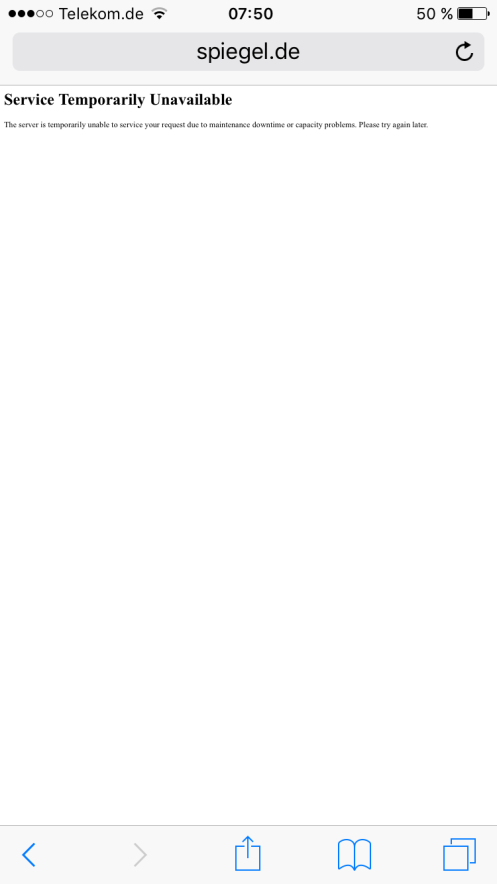 Telekom.de 07:50 50 %
spiegel.de
Service Temporarily Unavailable
The server is temporarily unable to service your request due to maintenance downtime or capacity problems. Please try again later.